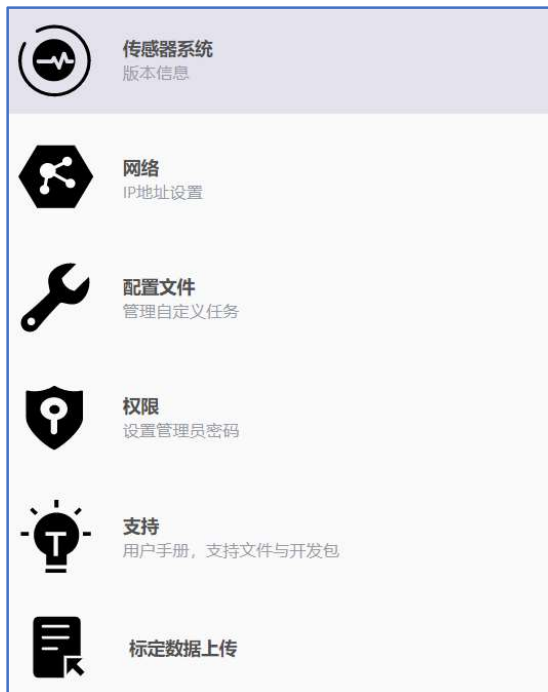 传感器系统
版本信息
网络
IP地址设置
配置文件
管理自定义任务
权限
设置管理员密码
T
支持
用户手册，支持文件与开发包
标定数据上传